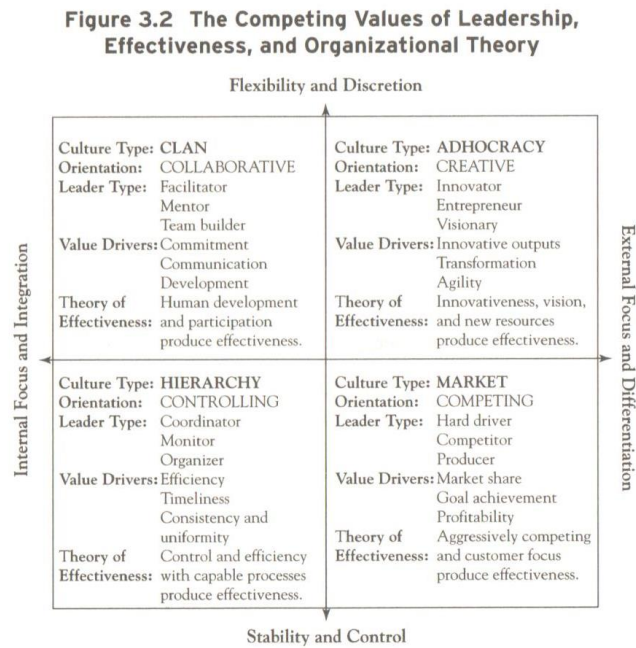 Figure 3.2 The Competing Values of Leadership,
Effectiveness, and Organizational Theory
Flexibility and Discretion
Internal Focus and Integration
Culture Type: CLAN
Orientation: COLLABORATIVE
Leader Type: Facilitator
Mentor
Team builder
Value Drivers: Commitment
Communication
Development
Theory of Human development
Effectiveness: and participation
produce effectiveness.
Culture Type: ADHOCRACY
Orientation: CREATIVE
Leader Type: Innovator
Entrepreneur
Visionary
Value Drivers: Innovative outputs
Transformation
Agility
Theory of Innovativeness, vision,
Effectiveness: and new resources
produce effectiveness.
Culture Type: HIERARCHY
Orientation: CONTROLLING
Leader Type: Coordinator
Monitor
Organizer
Value Drivers: Efficiency
Timeliness
Consistency and
uniformity
Theory of Control and efficiency
Effectiveness: with capable processes
produce effectiveness.
Culture Type: MARKET
Orientation: COMPETING
Leader Type: Hard driver
Competitor
Producer
Value Drivers: Market share
Goal achievement
Profitability
Theory of Aggressively competing
Effectiveness: and customer focus
produce effectiveness.
External Focus and Differentiation
Stability and Control